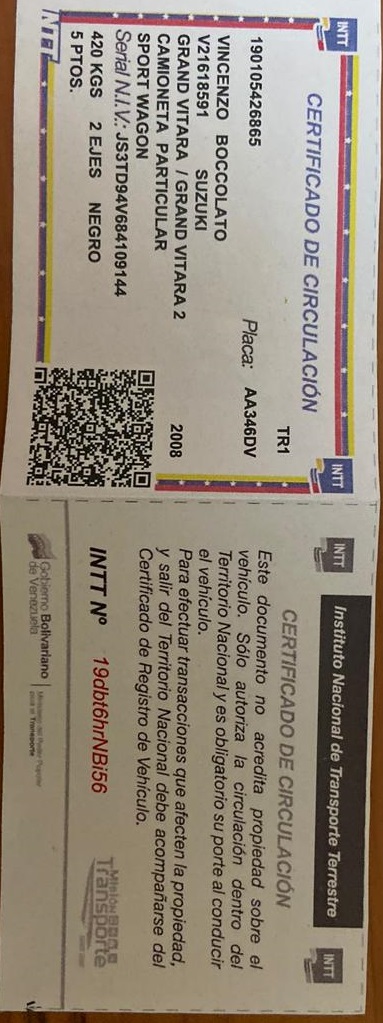 INTT
CERTIFICADO DE CIRCULACIÓN
INTT
TR1
190105426865 Placa: AA346DV
VINCENZO BOCCOLATO
V21618591 SUZUKI
GRAND VITARA / GRAND VITARA 2 2008
CAMIONETA PARTICULAR
SPORT WAGON
Serial N.I.V.: JS3TD94V684109144
420 KGS 2 EJES NEGRO
5 PTOS.
INTT
INTT
Instituto Nacional de Transporte Terrestre
INTT
CERTIFICADO DE CIRCULACIÓN
Este documento no acredita propiedad sobre el
vehículo. Sólo autoriza la circulación dentro del
Territorio Nacional y es obligatorio su porte al conducir
el vehículo.
Para efectuar transacciones que afecten la propiedad,
y salir del Territorio Nacional debe acompañarse del
Certificado de Registro de Vehículo.
INTT Nº 19dbt6hrNBi56
Misión
Transporte
Gobierno Bolivariano
de Venezuela
Ministerio del Poder Popular
para el Transporte